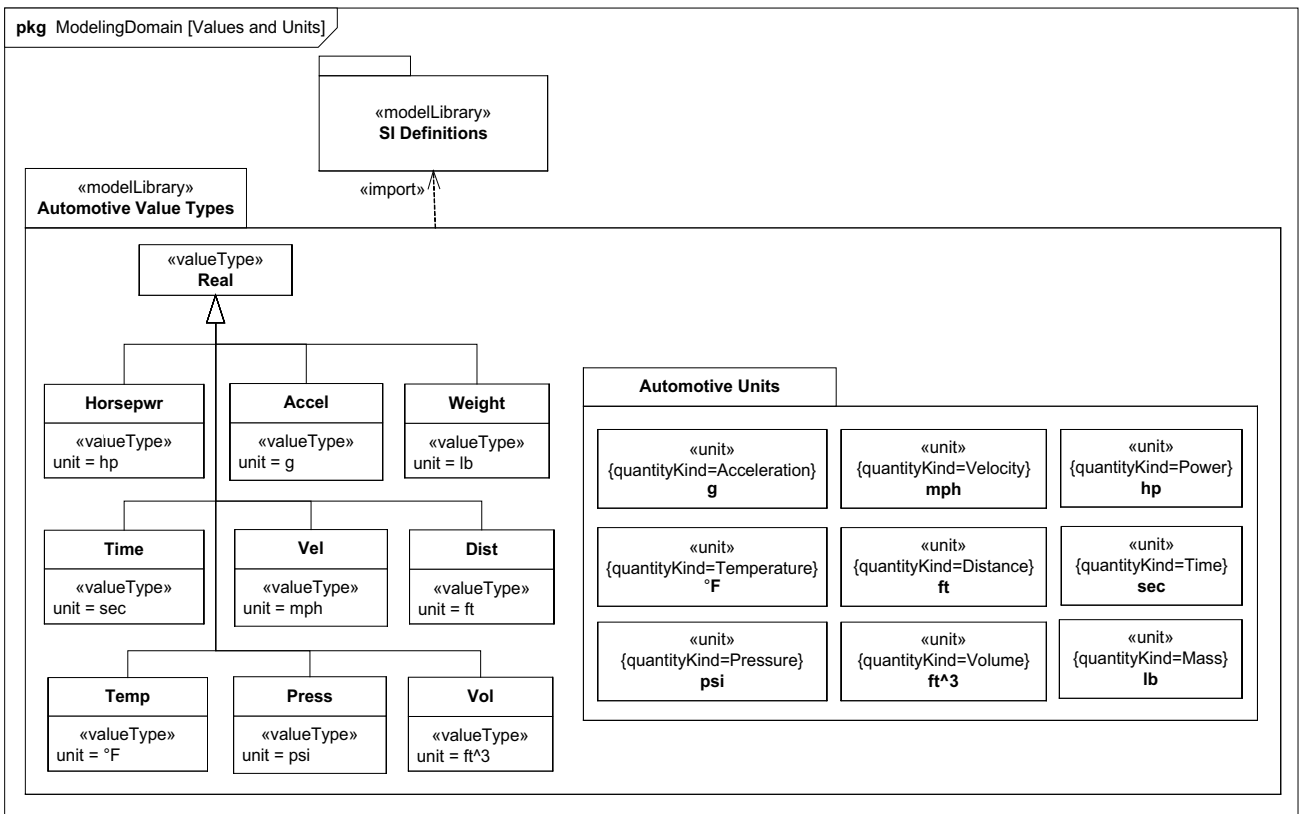 pkg ModelingDomain [Values and Units]
«modelLibrary»
SI Definitions
«import»
«modelLibrary»
Automotive Value Types
«valueType»
Real
Horsepwr
«vaıueType»
unit = hp
Accel
«valueType»
unit = g
Weight
«valueType»
unit = lb
Time
«valueType»
unit = sec
Vel
«valueType»
unit = mph
Dist
«valueType»
unit = ft
Temp
«valueType»
unit = °F
Press
«valueType»
unit = psi
Vol
«valueType»
unit = ft^3
Automotive Units
«unit»
{quantityKind=Acceleration}
g
«unit»
{quantityKind=Velocity}
mph
«unit»
{quantityKind=Power}
hp
«unit»
{quantityKind=Temperature}
°F
«unit»
{quantityKind=Distance}
ft
«unit»
{quantityKind=Time}
sec
«unit»
{quantityKind=Pressure}
psi
«unit»
{quantityKind=Volume}
ft^3
«unit»
{quantityKind=Mass}
lb